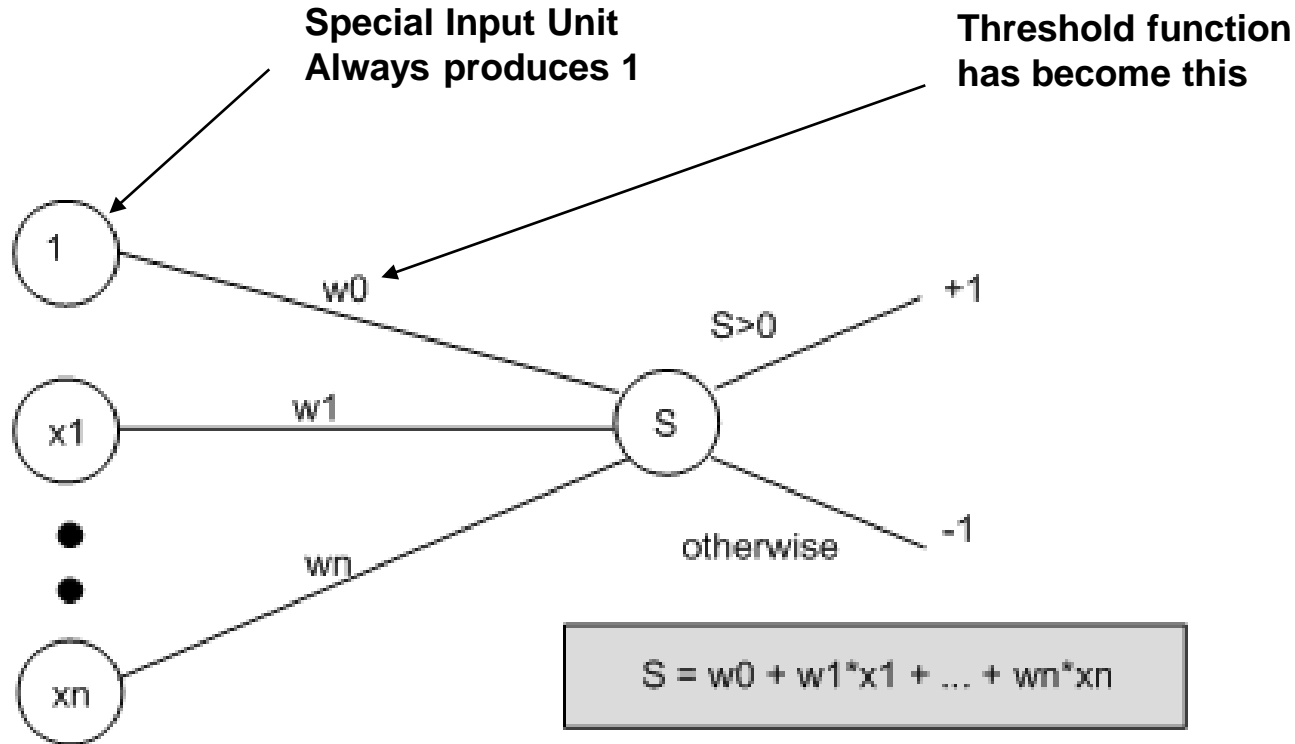 Special Input Unit
Always produces 1
Threshold function
has become this
1
w0
+1
S>0
x1
w1
S
-1
otherwise
wn
xn
S = w0 + w1*x1 + ... + wn*xn